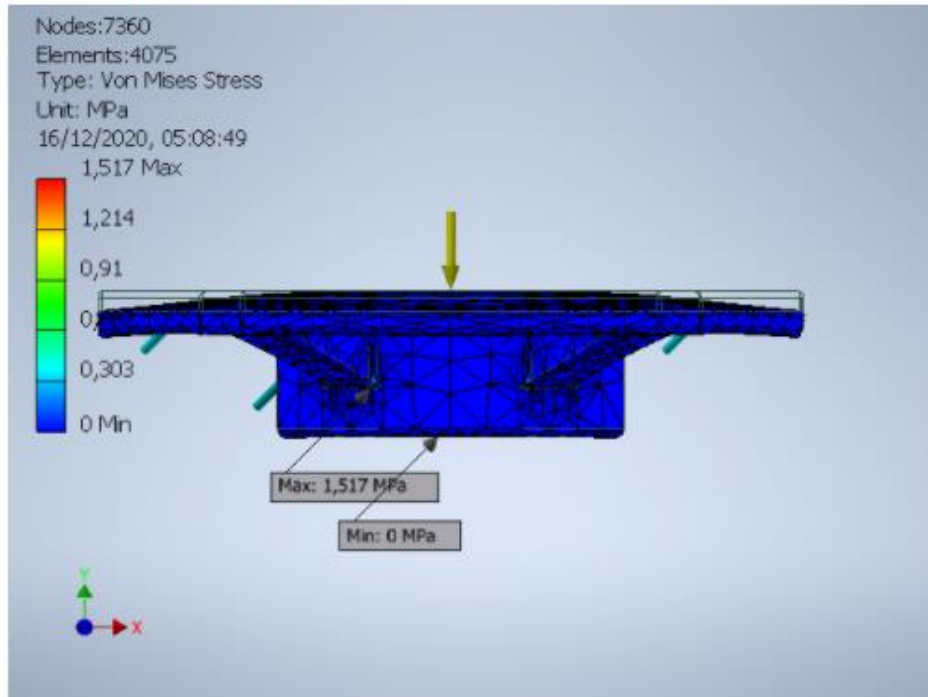 Nodes:7360
Elements:4075
Type: Von Mises Stress
Unit: MPa
16/12/2020, 05:08:49
1,517 Max
1,214
0,91
0,303
0 Min
Max: 1,517 MPa
Min: 0 MPa
Y
X